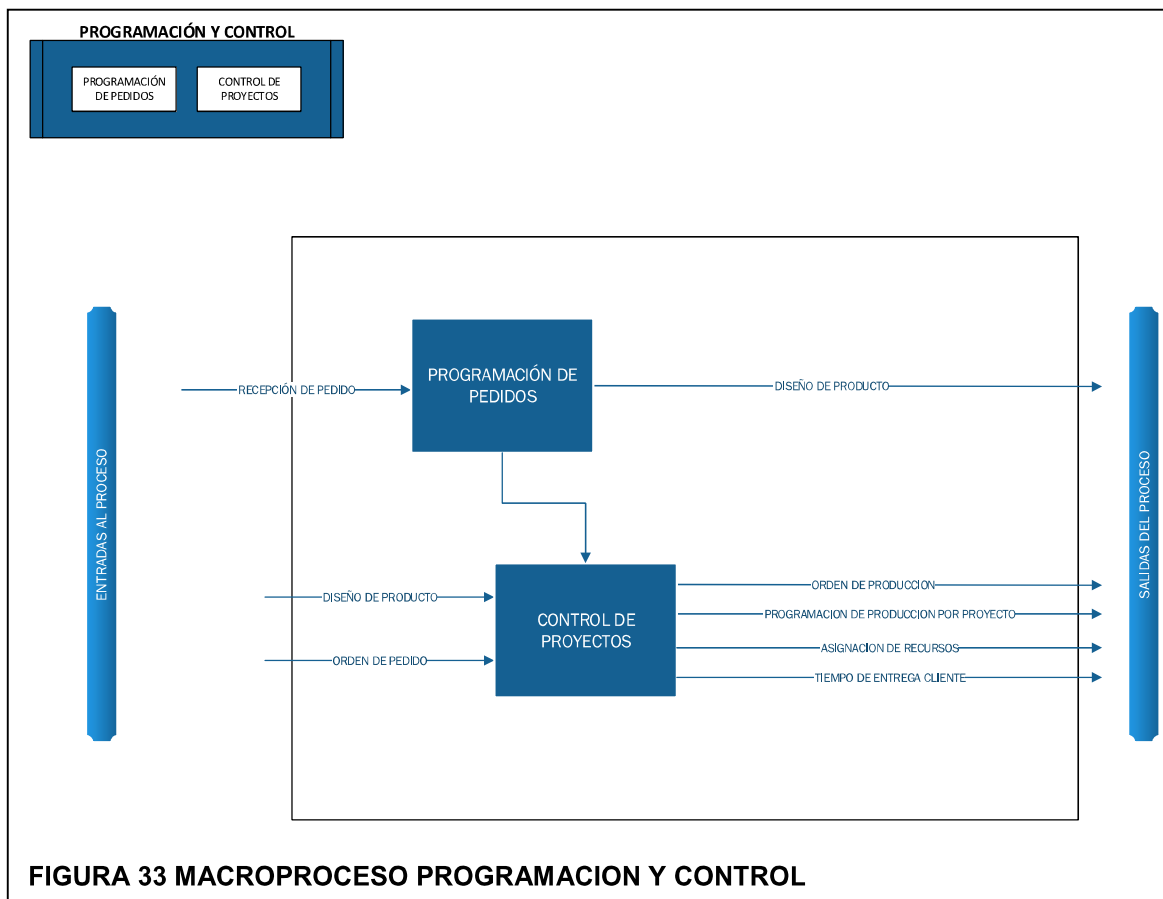 PROGRAMACIÓN Y CONTROL
PROGRAMACIÓN
DE PEDIDOS
CONTROL DE
PROYECTOS
ENTRADAS AL PROCESO
RECEPCIÓN DE PEDIDO
PROGRAMACIÓN DE
PEDIDOS
DISEÑO DE PRODUCTO
DISEÑO DE PRODUCTO
ORDEN DE PEDIDO
CONTROL DE
PROYECTOS
ORDEN DE PRODUCCION
PROGRAMACION DE PRODUCCION POR PROYECTO
ASIGNACION DE RECURSOS
TIEMPO DE ENTREGA CLIENTE
SALIDAS DEL PROCESO
FIGURA 33 MACROPROCESO PROGRAMACION Y CONTROL